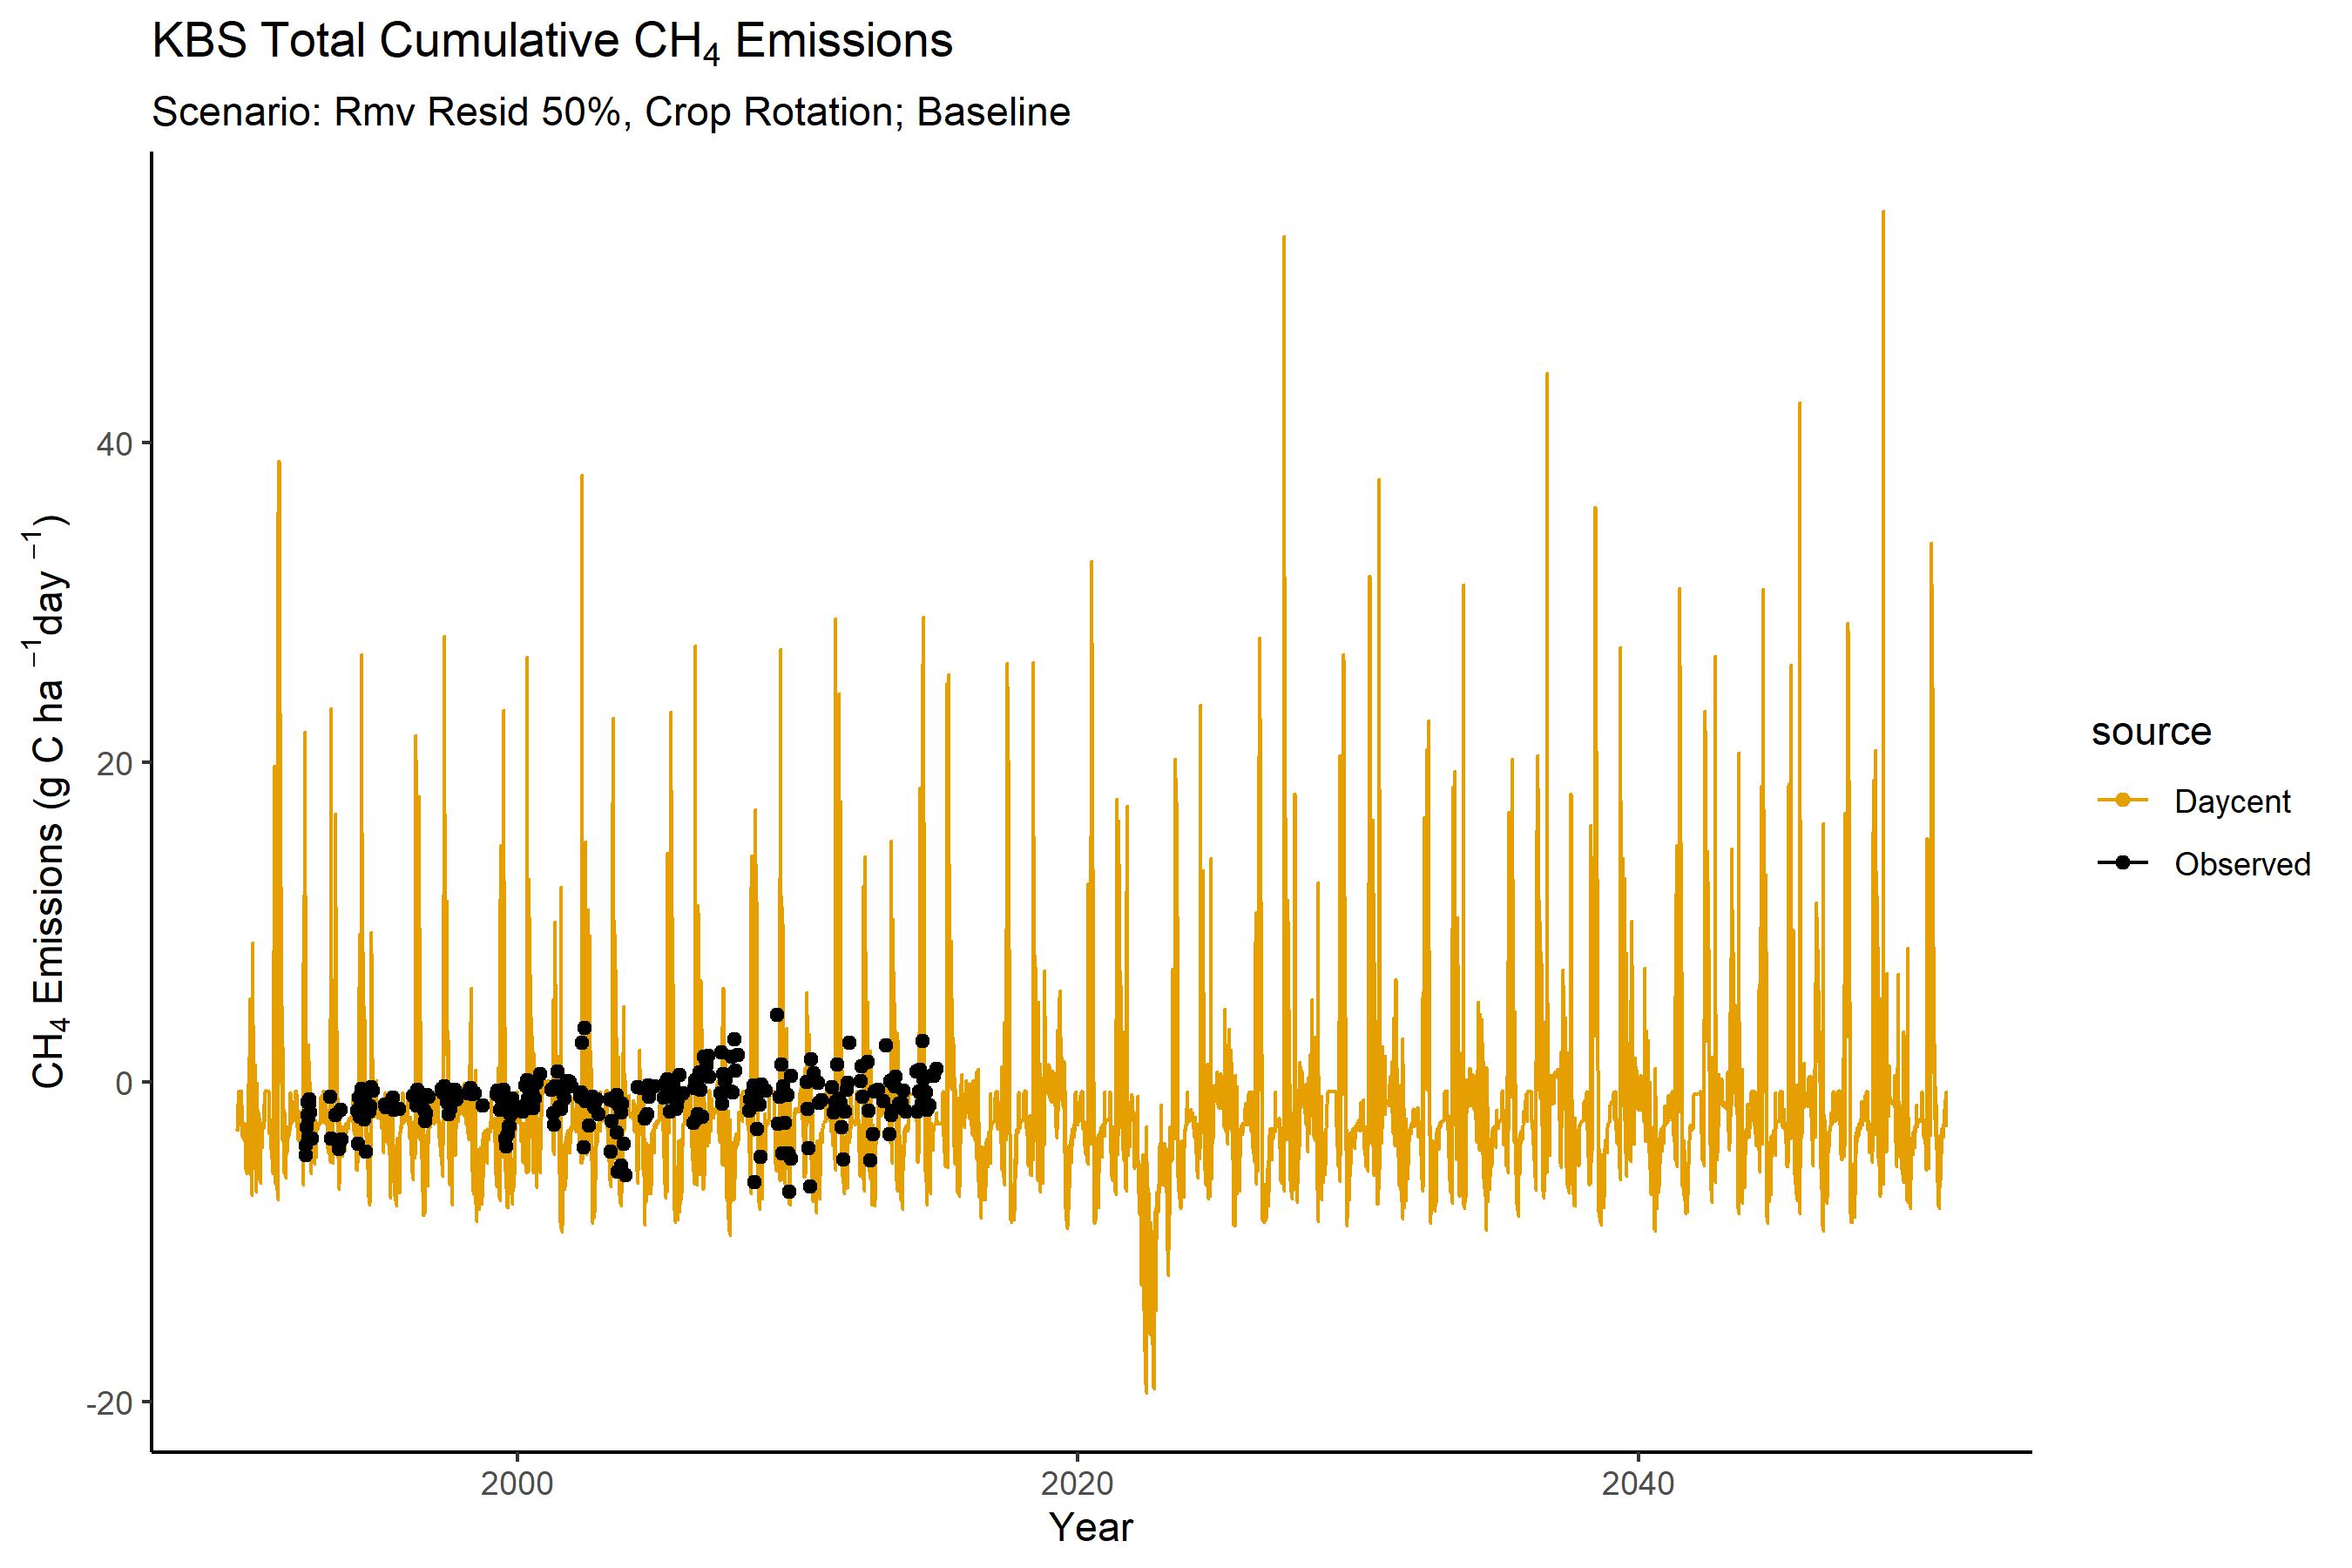 KBS Total Cumulative CH₄ Emissions
Scenario: Rmv Resid 50%, Crop Rotation; Baseline
CH₄ Emissions (g C ha ⁻¹day ⁻¹)
40
20
0
-20
2000 2020 2040
Year
source
Daycent
Observed